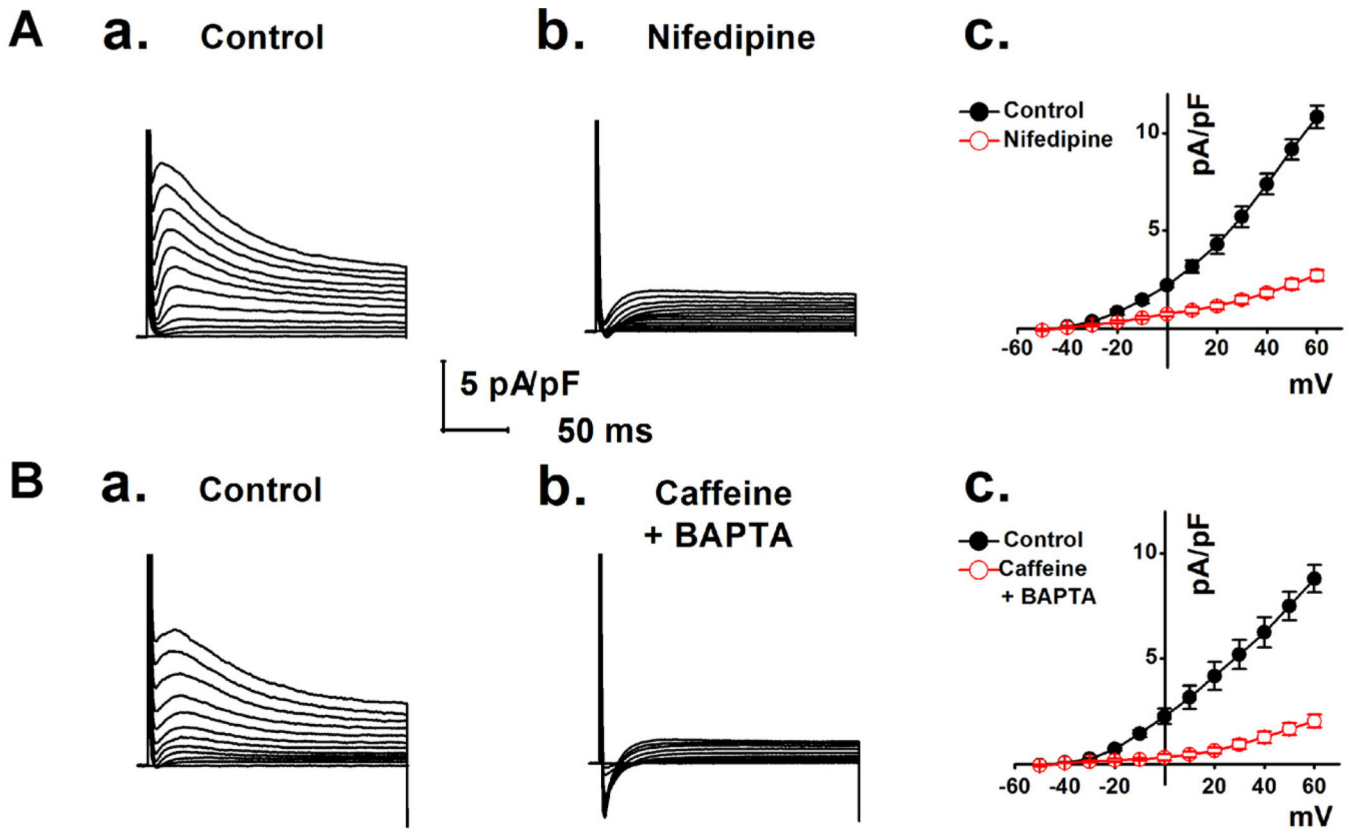 A a. Control b. Nifedipine c.
Control
Nifedipine
pA/pF
10
5
-60 -40 -20 20 40 60
mV
5 pA/pF
50 ms
B a. Control b. Caffeine c.
+ BAPTA
Control
Caffeine
+ BAPTA
pA/pF
10
5
-60 -40 -20 20 40 60
mV